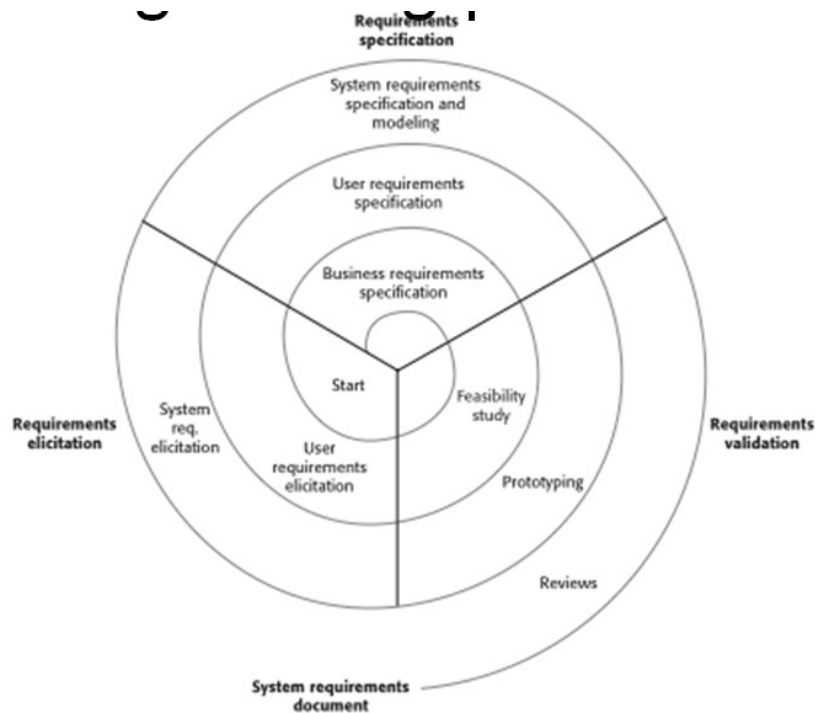 Requirements
specification
System requirements
specification and
modeling
User requirements
specification
Business requirements
specification
Start
Feasibility
study
System
req.
elicitation
User
requirements
elicitation
Requirements
elicitation
Requirements
validation
Prototyping
Reviews
System requirements
document